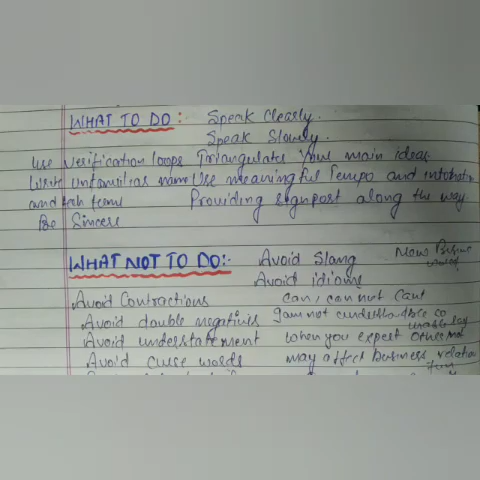 WHAT TO DO: Speak Clearly.
Speak Slowly.
Use Verification loops Triangulate Your main ideas
Write unfamiliar name Use meaningful Tempo and
and tech terms Providing signpost along the way
Be Sincere
WHAT NOT TO DO:- Avoid Slang
Avoid idioms
Avoid Contractions can, can not Can't
Avoid double negatives I am not
Avoid understatement when you expect
Avoid curse words may affect business relation